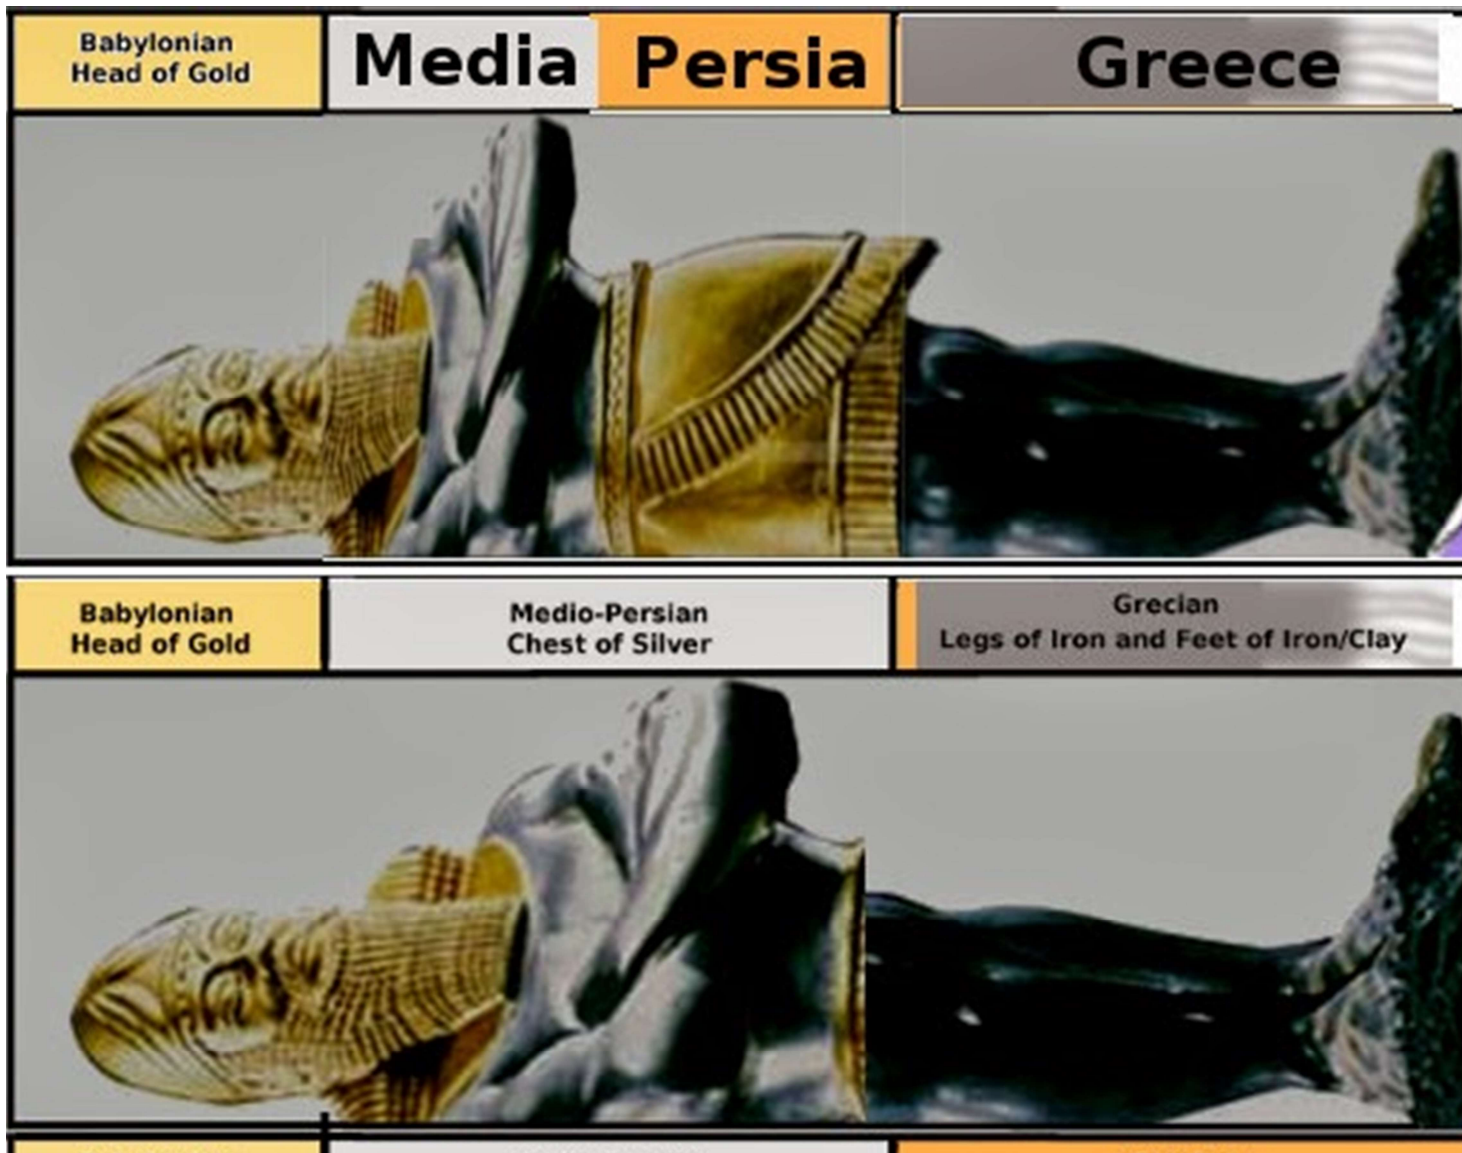 Babylonian
Head of Gold
Media
Persia
Greece
Babylonian
Head of Gold
Medio-Persian
Chest of Silver
Grecian
Legs of Iron and Feet of Iron/Clay